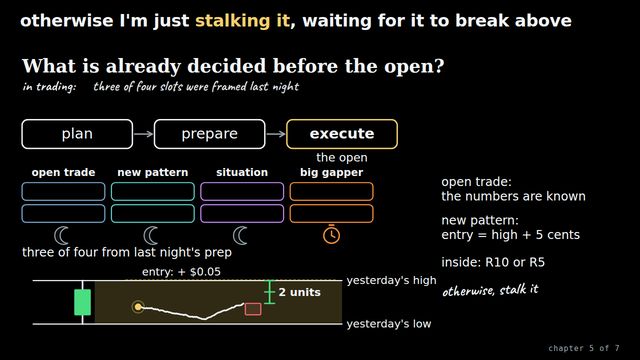 otherwise I'm just stalking it, waiting for it to break above
What is already decided before the open?
in trading: three of four slots were framed last night
plan prepare execute
the open
open trade new pattern situation big gapper
three of four from last night's prep
entry: + $0.05
2 units
yesterday's high
yesterday's low
open trade:
the numbers are known
new pattern:
entry = high + 5 cents
inside: R10 or R5
otherwise, stalk it
chapter 5 of 7